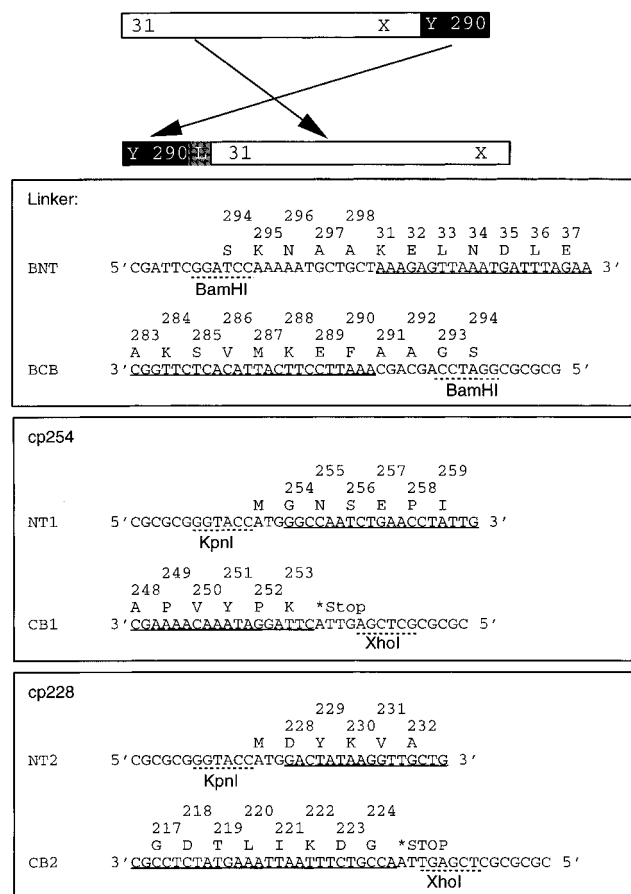 31 X Y 290
Y 290 L 31 X
Linker:
294 296 298
295 297 31 32 33 34 35 36 37
S K N A A K E L N D L E
BNT 5'CGATTCGGATCCAAAAATGCTGCTAAAGAGTTAAATGATTTAGAA
BamHI
284 286 288 290 292 294
283 285 287 289 291 293
A K S V M K E F A A G S
BCB 3'CGGTTCTCACATTACTTCCTTAAACGACGACCTAGGCGCGCG 5'
BamHI
cp254
255 257 259
254 256 258
M G N S E P I
NT1 5'CGCGCGGGTACCATGGGCCAATCTGAACCTATTG 3'
KpnI
249 251 253
248 250 252
A P V Y P K *Stop
CB1 3'CGAAAACAAATAGGATTCATTGAGCTCGCGCGC 5'
XhoI
cp228
229 231
228 230 232
M D Y K V A
NT2 5'CGCGCGGGTACCATGGACTATAAGGTTGCTG 3'
KpnI
218 220 222 224
217 219 221 223
G D T L I K D G *STOP
CB2 3'CGCCTCTATGAAATTAATTTCTGCCAATTGAGCTCGCGCGC 5'
XhoI